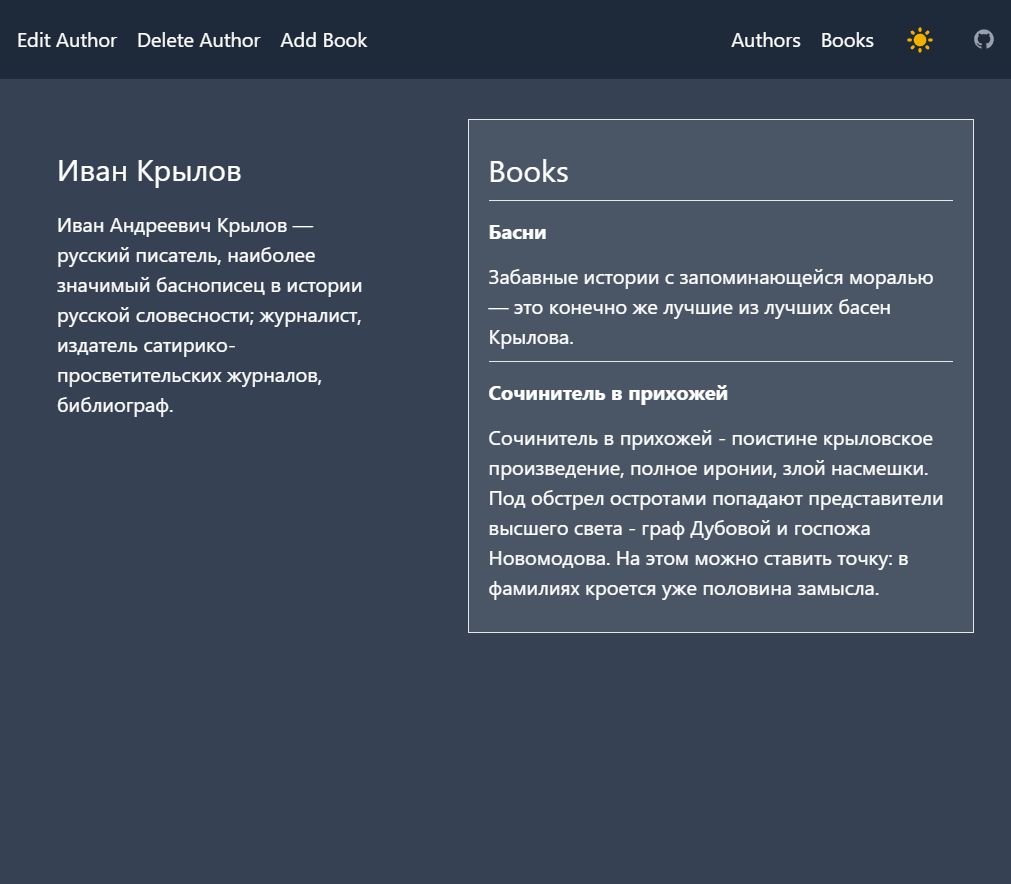 Edit Author Delete Author Add Book Authors Books
Иван Крылов
Иван Андреевич Крылов —
русский писатель, наиболее
значимый баснописец в истории
русской словесности; журналист,
издатель сатирико-
просветительских журналов,
библиограф.
Books
Басни
Забавные истории с запоминающейся моралью
— это конечно же лучшие из лучших басен
Крылова.
Сочинитель в прихожей
Сочинитель в прихожей - поистине крыловское
произведение, полное иронии, злой насмешки.
Под обстрел остротами попадают представители
высшего света - граф Дубовой и госпожа
Новомодова. На этом можно ставить точку: в
фамилиях кроется уже половина замысла.